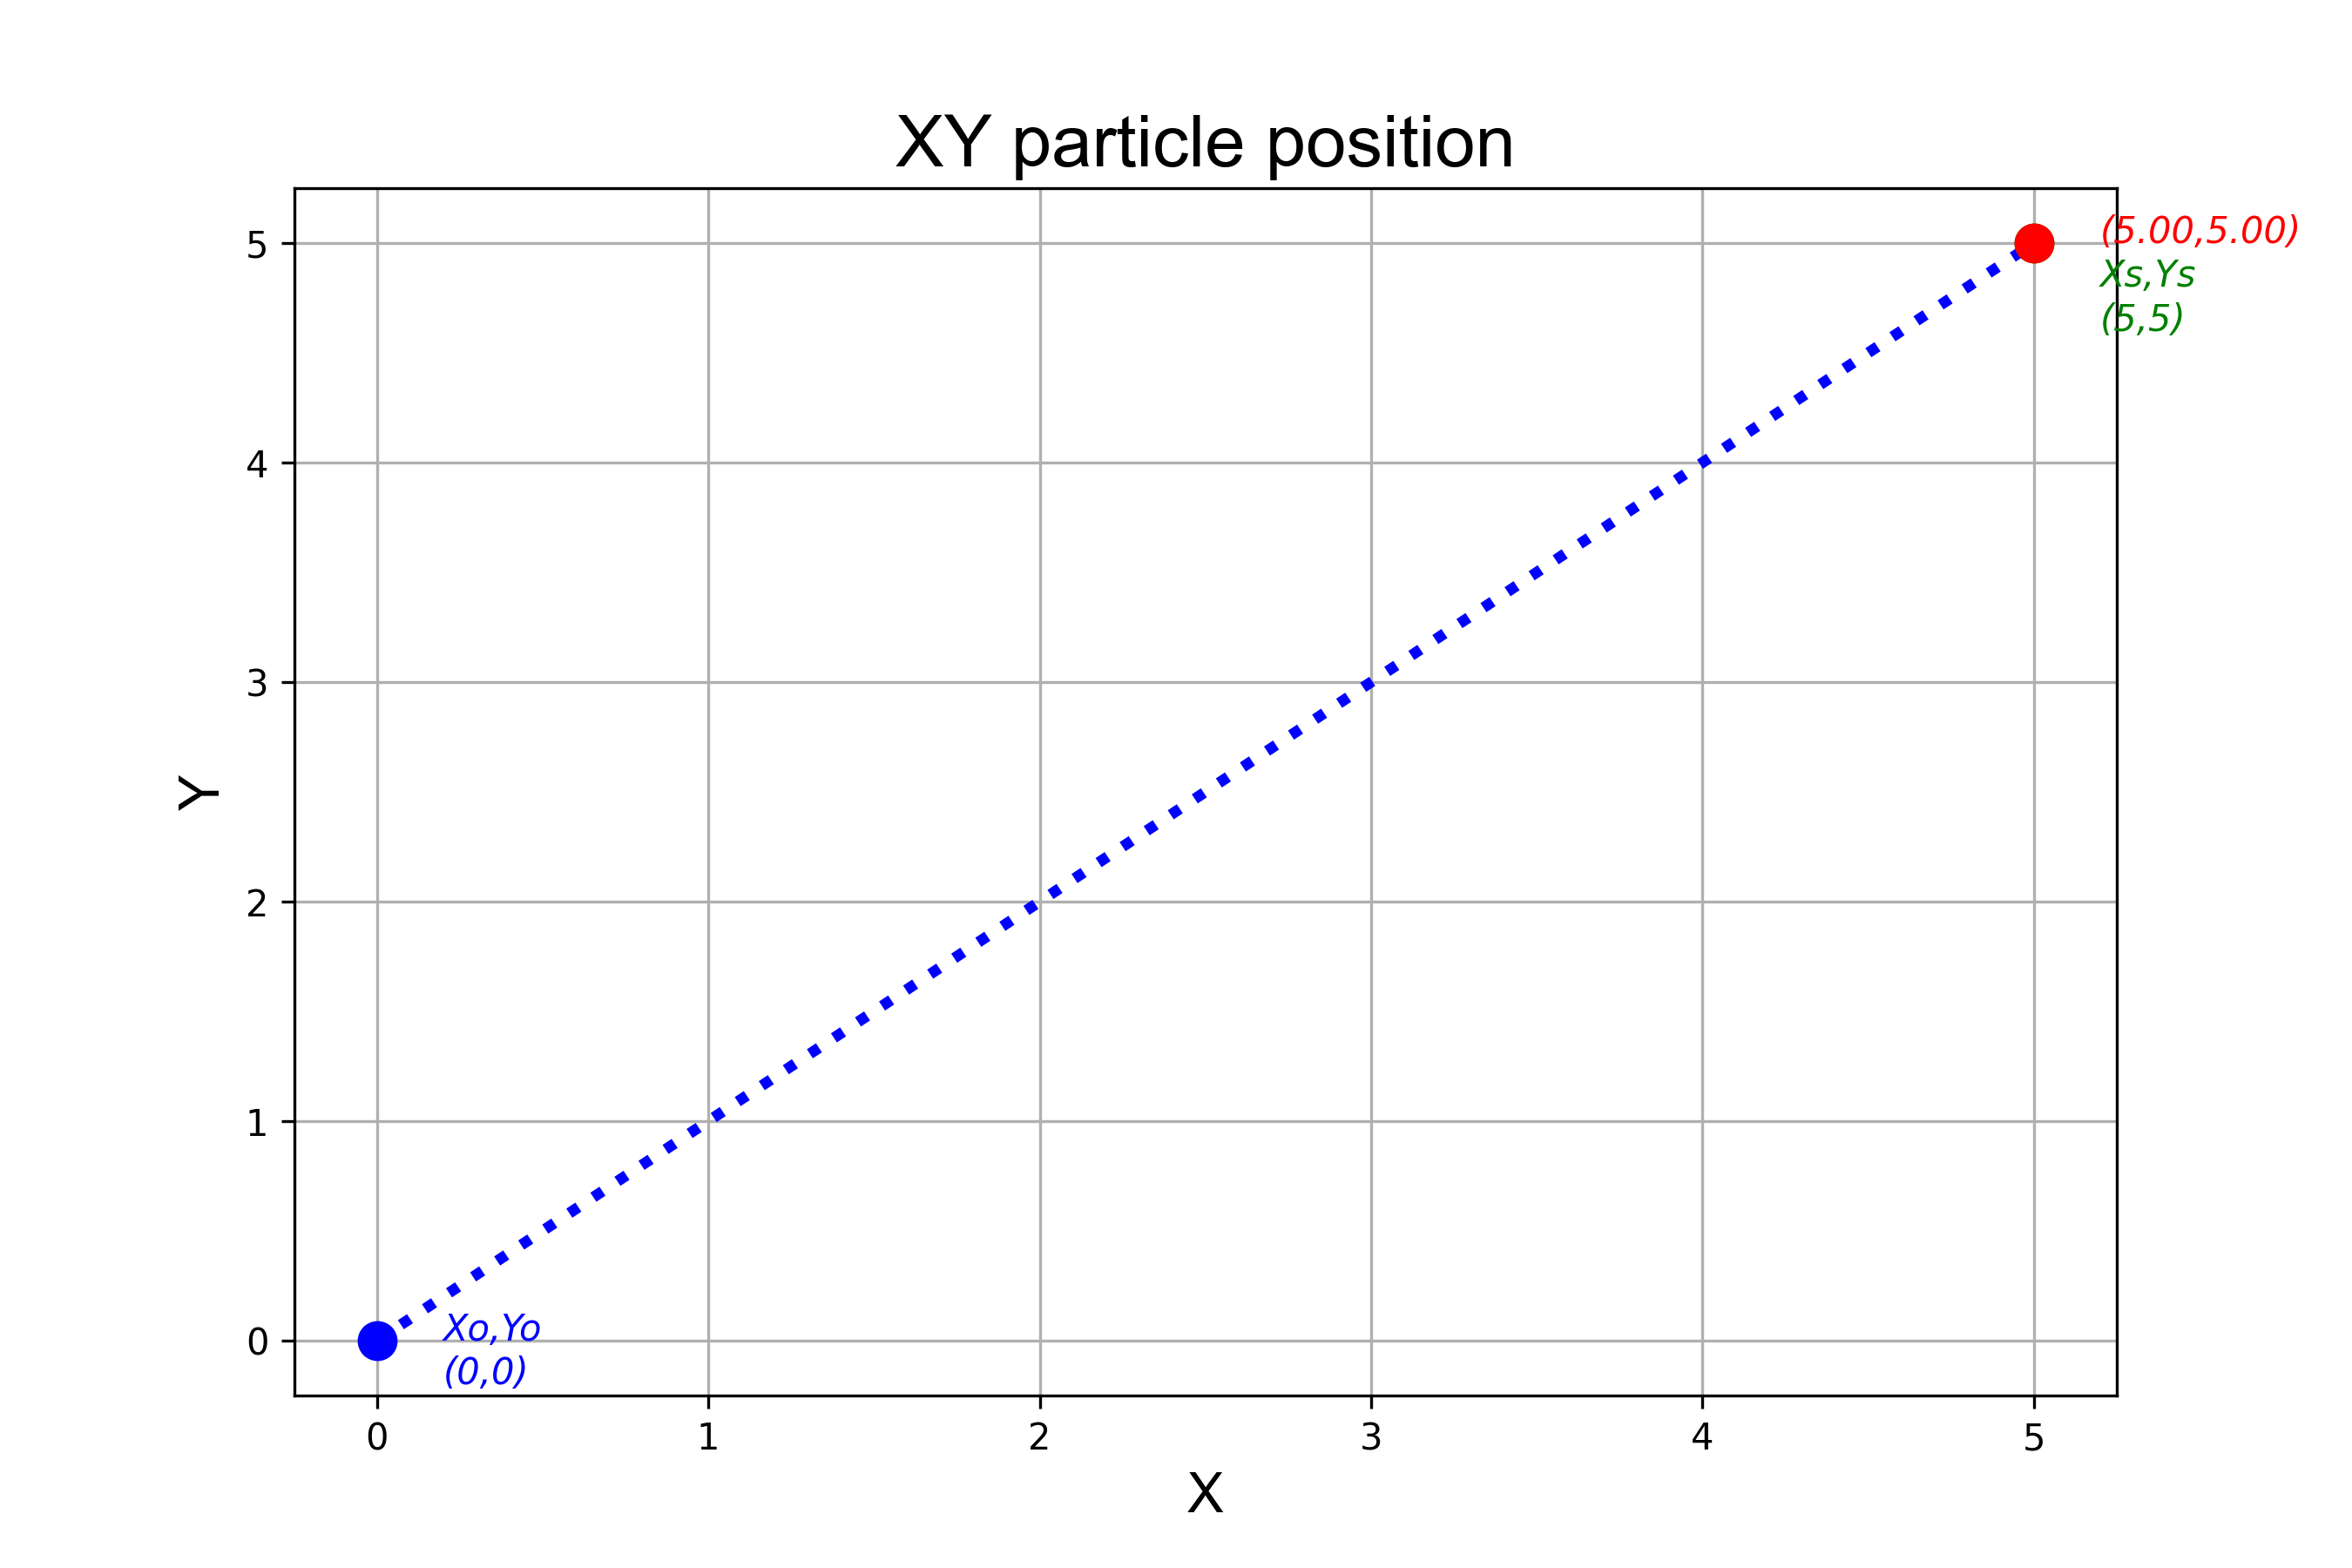 XY particle position
5
(5.00,5.00)
Xs,Ys
(5,5)
4
3
Y
2
1
0
Xo,Yo
(0,0)
0 1 2 3 4 5
X